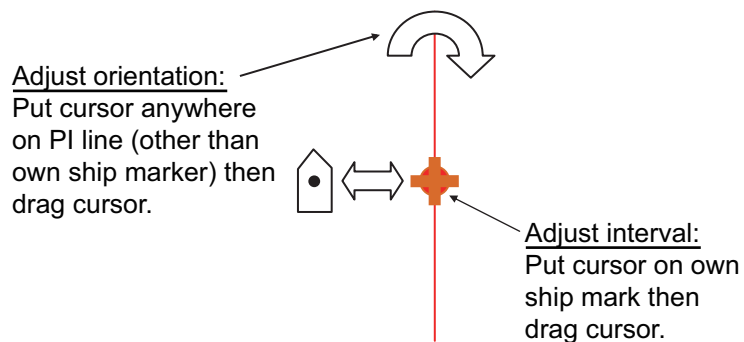 Adjust orientation:
Put cursor anywhere
on PI line (other than
own ship marker) then
drag cursor.
Adjust interval:
Put cursor on own
ship mark then
drag cursor.